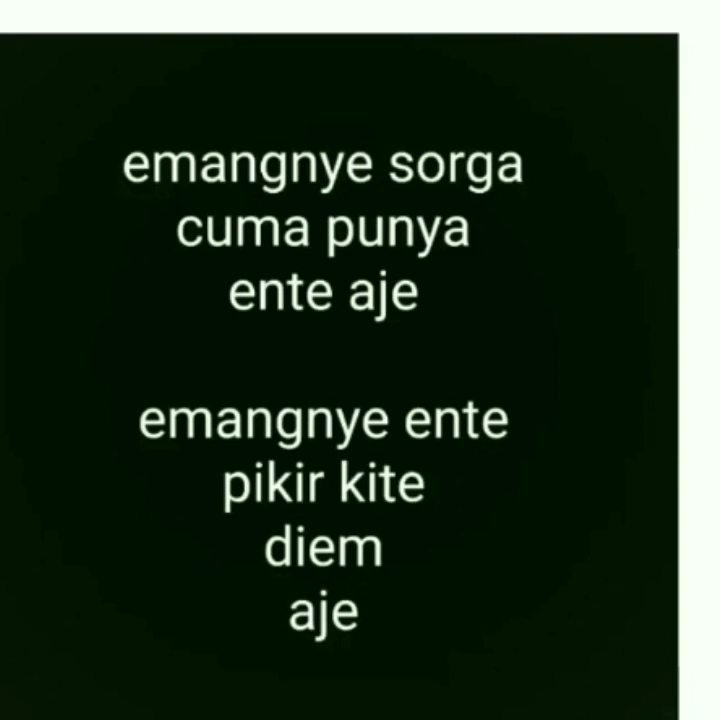 emangnye sorga
cuma punya
ente aje
emangnye ente
pikir kite
diem
aje